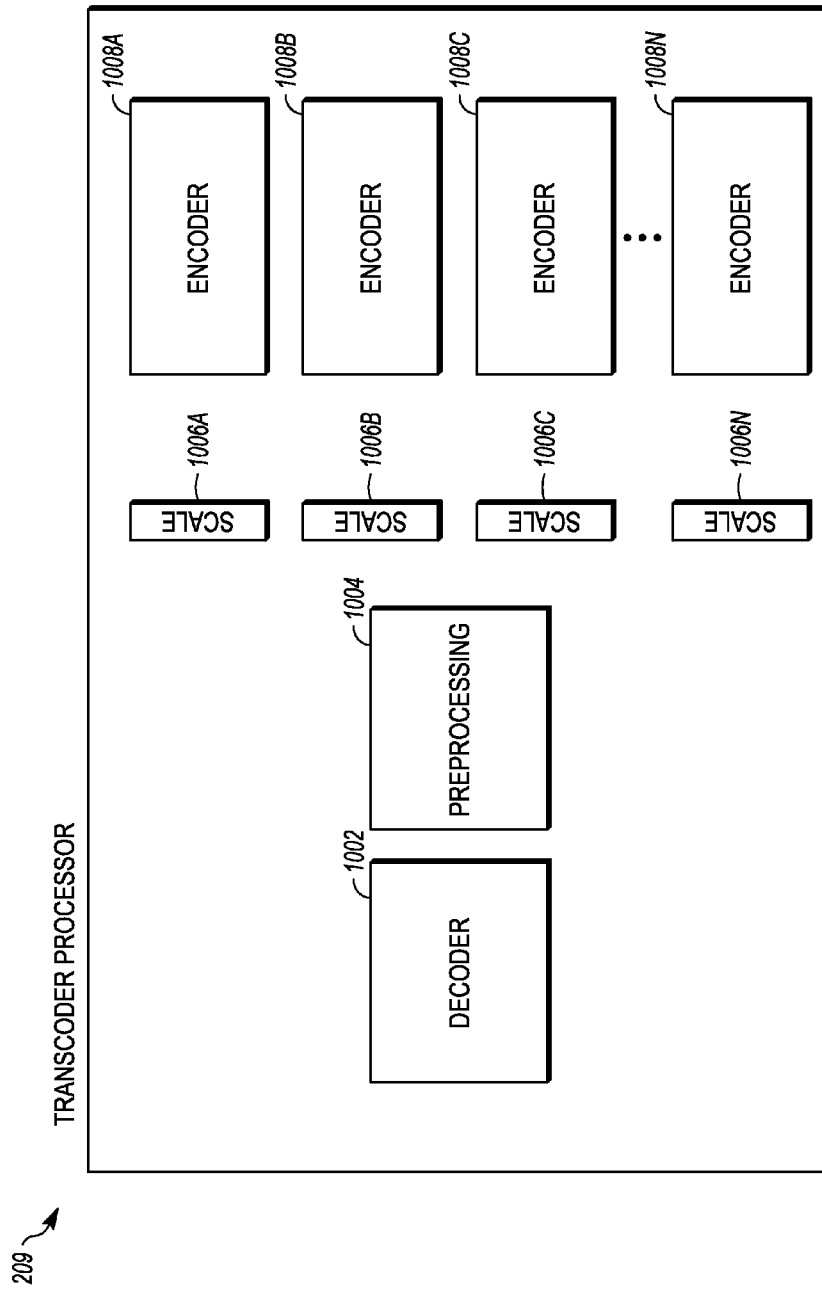 209
TRANSCODER PROCESSOR
1002
DECODER
1004
PREPROCESSING
1006A
SCALE
1006B
SCALE
1006C
SCALE
1006N
SCALE
1008A
ENCODER
1008B
ENCODER
1008C
ENCODER
...
1008N
ENCODER